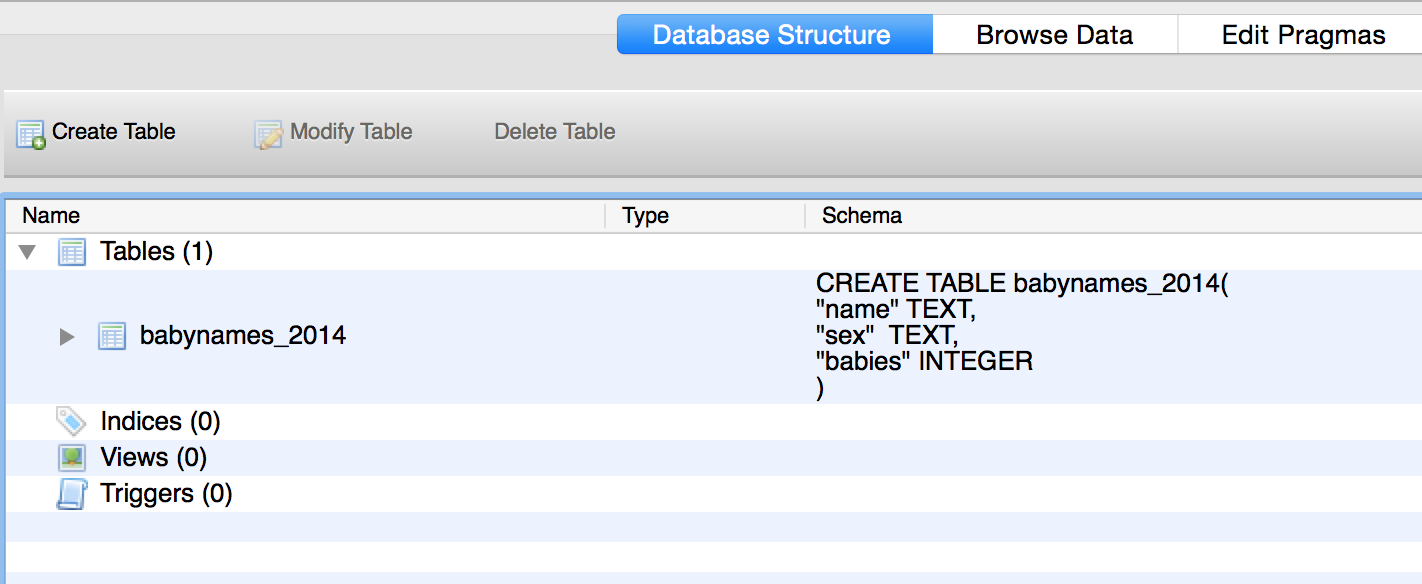 Database Structure Browse Data Edit Pragmas
Create Table Modify Table Delete Table
Name Type Schema
Tables (1)
CREATE TABLE babynames_2014(
"name" TEXT,
babynames_2014 "sex"  TEXT,
"babies" INTEGER
)
Indices (0)
Views (0)
Triggers (0)